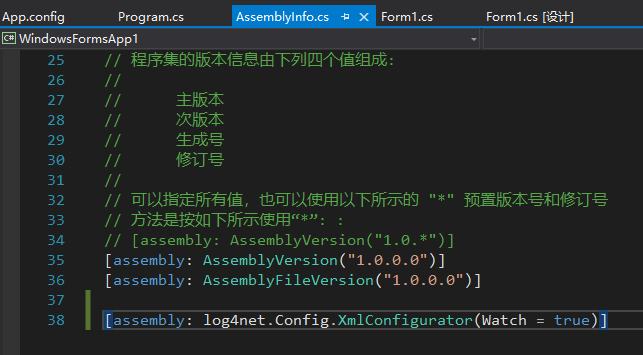 App.config Program.cs AssemblyInfo.cs Form1.cs Form1.cs [设计]
C# WindowsFormsApp1
25 // 程序集的版本信息由下列四个值组成:
26 //
27 //      主版本
28 //      次版本
29 //      生成号
30 //      修订号
31 //
32 // 可以指定所有值，也可以使用以下所示的 "*" 预置版本号和修订号
33 // 方法是按如下所示使用“*”: :
34 // [assembly: AssemblyVersion("1.0.*")]
35 [assembly: AssemblyVersion("1.0.0.0")]
36 [assembly: AssemblyFileVersion("1.0.0.0")]
37
38 [assembly: log4net.Config.XmlConfigurator(Watch = true)]